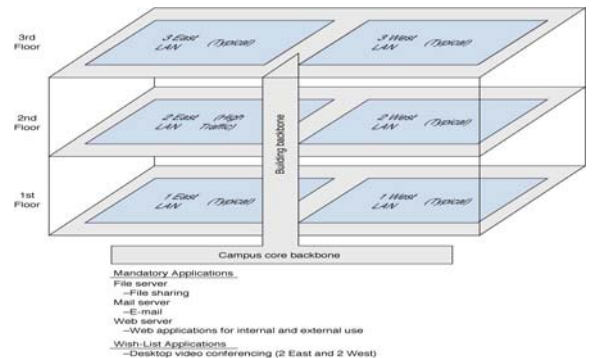 3rd Floor
3 East LAN (Typical)
3 West LAN (Typical)
2nd Floor
2 East LAN (High Traffic)
2 West LAN (Typical)
Building backbone
1st Floor
1 East LAN (Typical)
1 West LAN (Typical)
Campus core backbone
Mandatory Applications
File server
–File sharing
Mail server
–E-mail
Web server
–Web applications for internal and external use
Wish-List Applications
–Desktop video conferencing (2 East and 2 West)